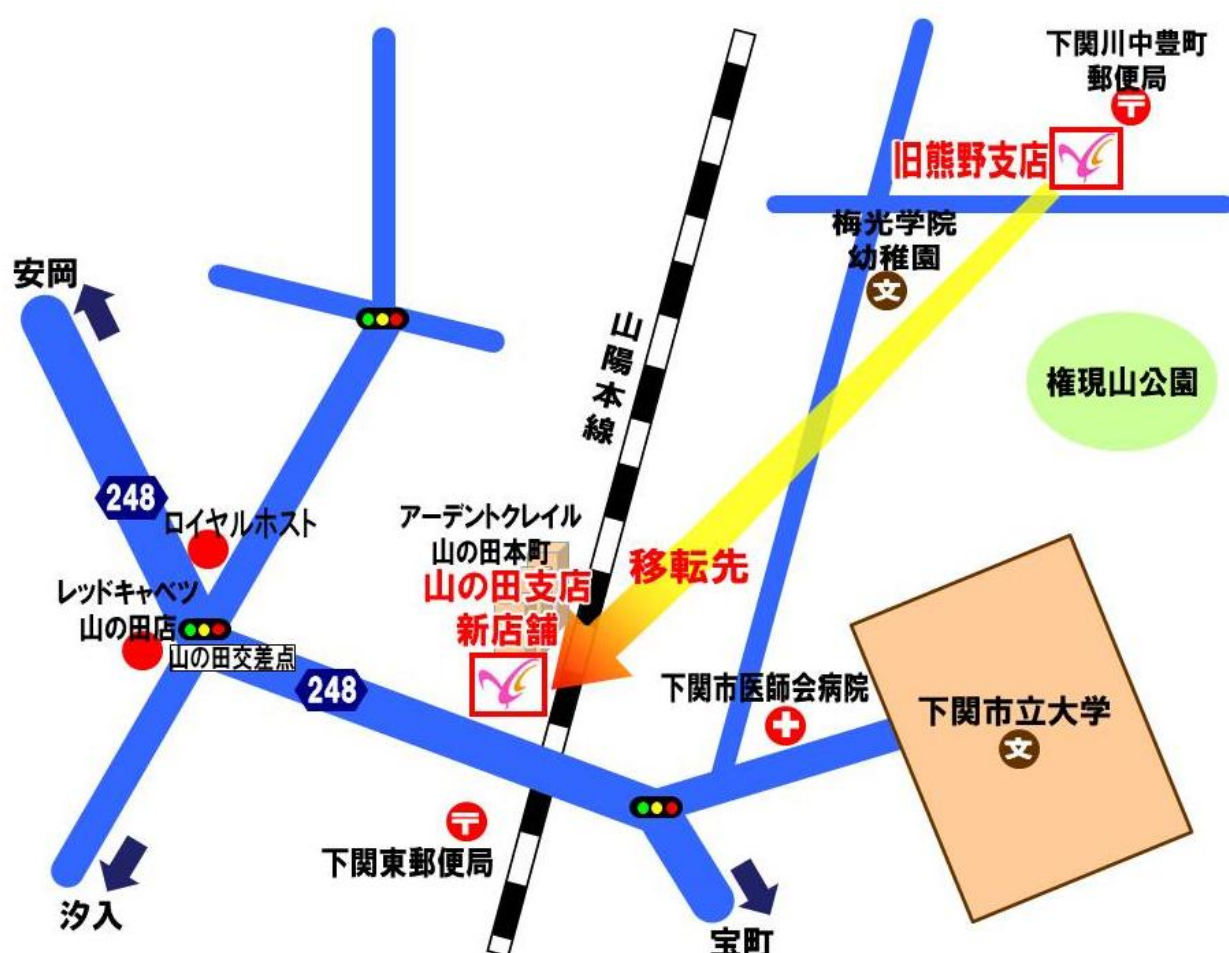 下関川中豊町
郵便局
旧熊野支店
梅光学院
幼稚園
文
安岡
山陽本線
権現山公園
248
ロイヤルホスト
アーデントクレイル
山の田本町
山の田支店
新店舗
移転先
レッドキャベツ
山の田店
山の田交差点
248
下関市医師会病院
下関市立大学
文
下関東郵便局
汐入
宝町